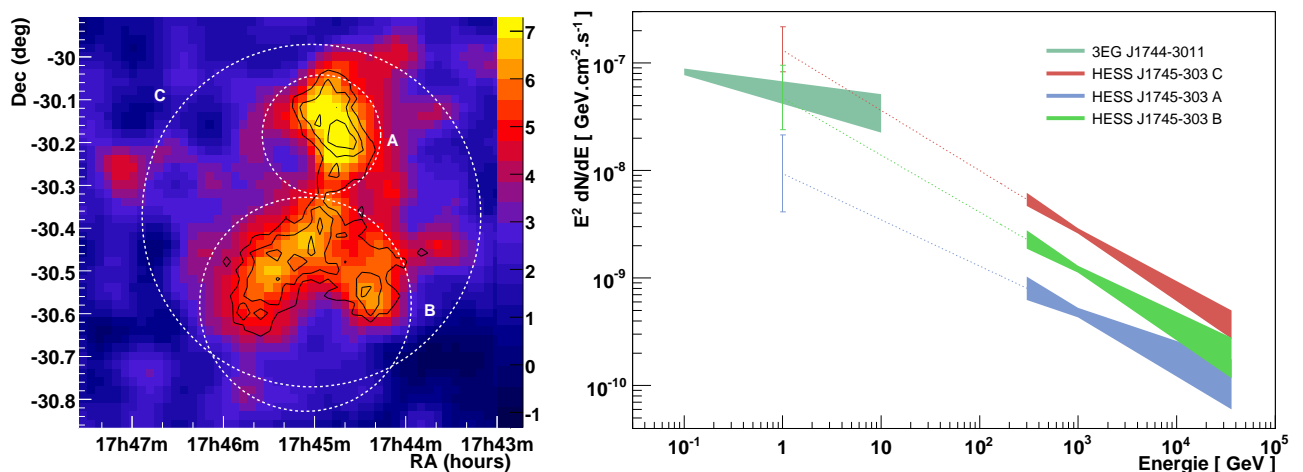 Dec (deg)
-30
-30.1
-30.2
-30.3
-30.4
-30.5
-30.6
-30.7
-30.8
C
A
B
7
6
5
4
3
2
1
0
-1
17h47m 17h46m 17h45m 17h44m 17h43m
RA (hours)
E² dN/dE [ GeV.cm⁻².s⁻¹ ]
10⁻⁷
10⁻⁸
10⁻⁹
10⁻¹⁰
3EG J1744-3011
HESS J1745-303 C
HESS J1745-303 A
HESS J1745-303 B
10⁻¹ 1 10 10² 10³ 10⁴ 10⁵
Energie [ GeV ]